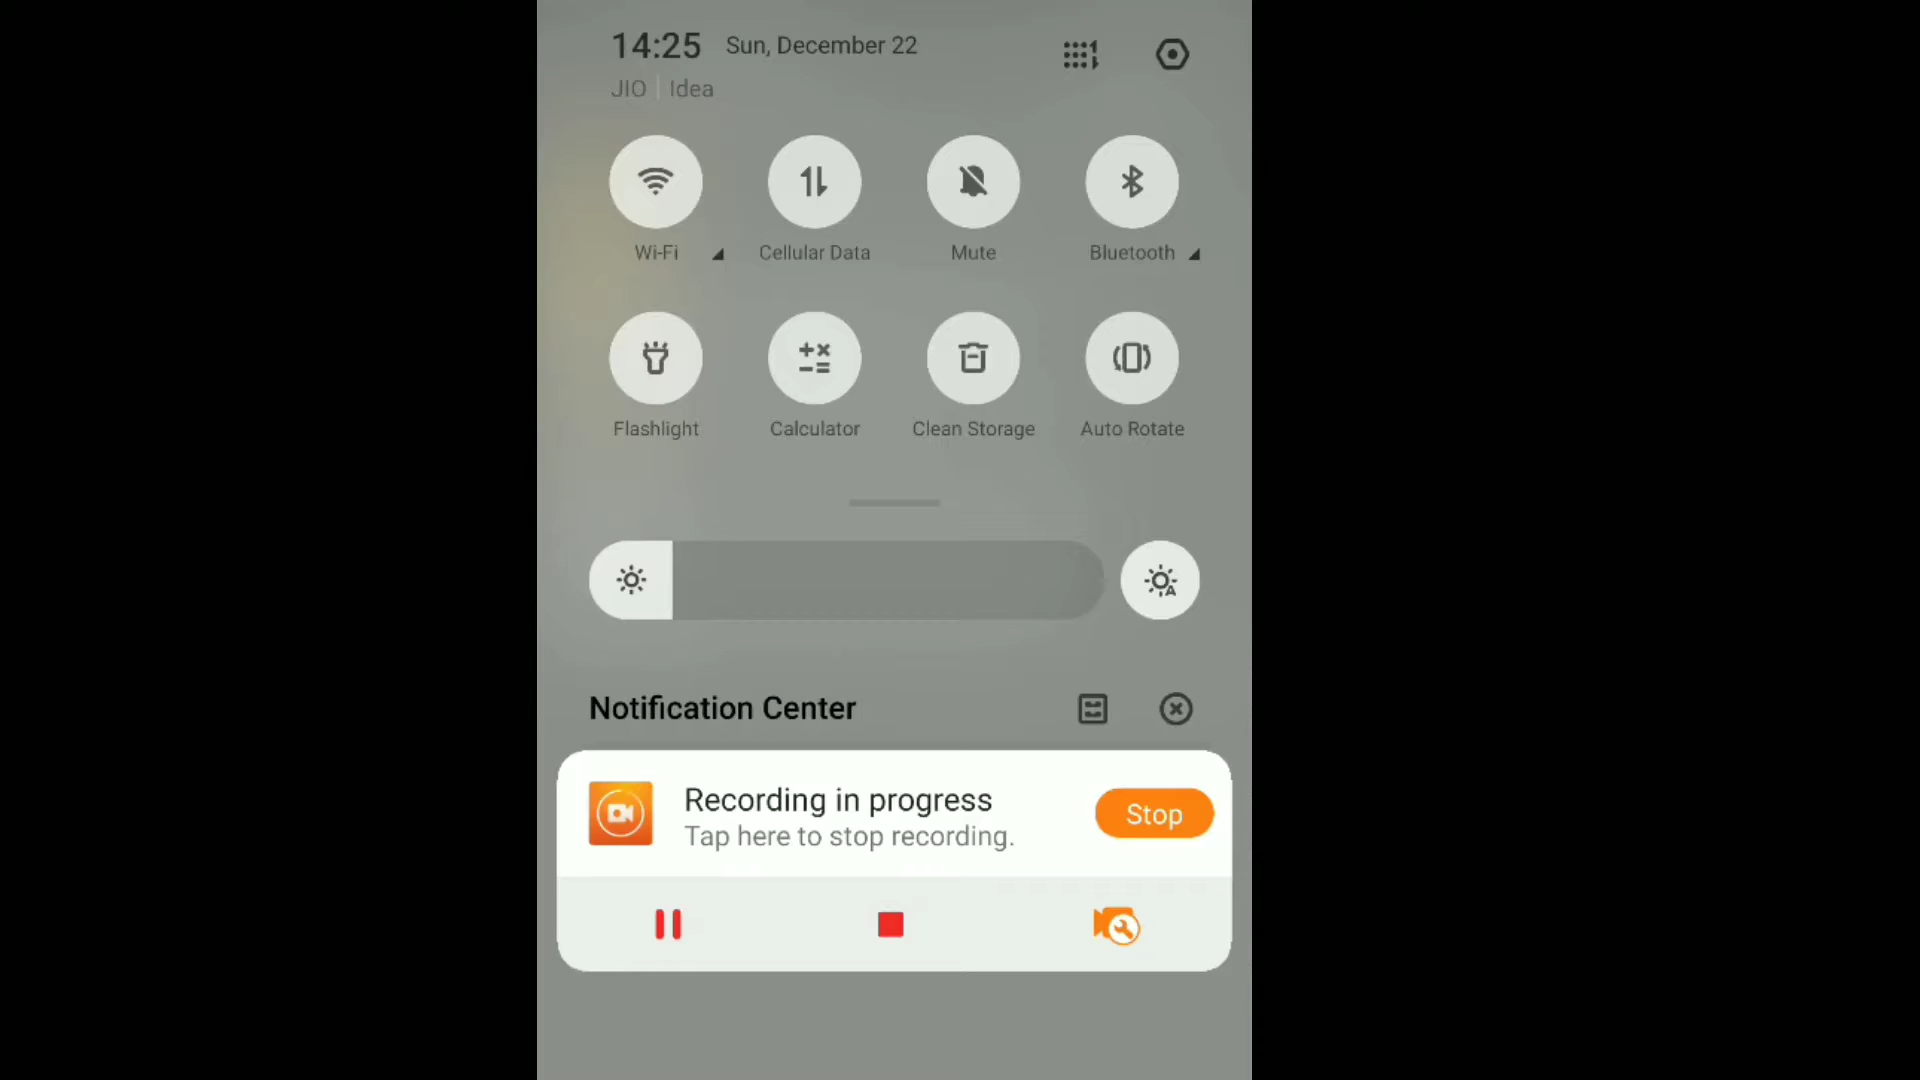 14:25 Sun, December 22
JIO | Idea
Wi-Fi Cellular Data Mute Bluetooth
Flashlight Calculator Clean Storage Auto Rotate
Notification Center
Recording in progress
Tap here to stop recording.
Stop